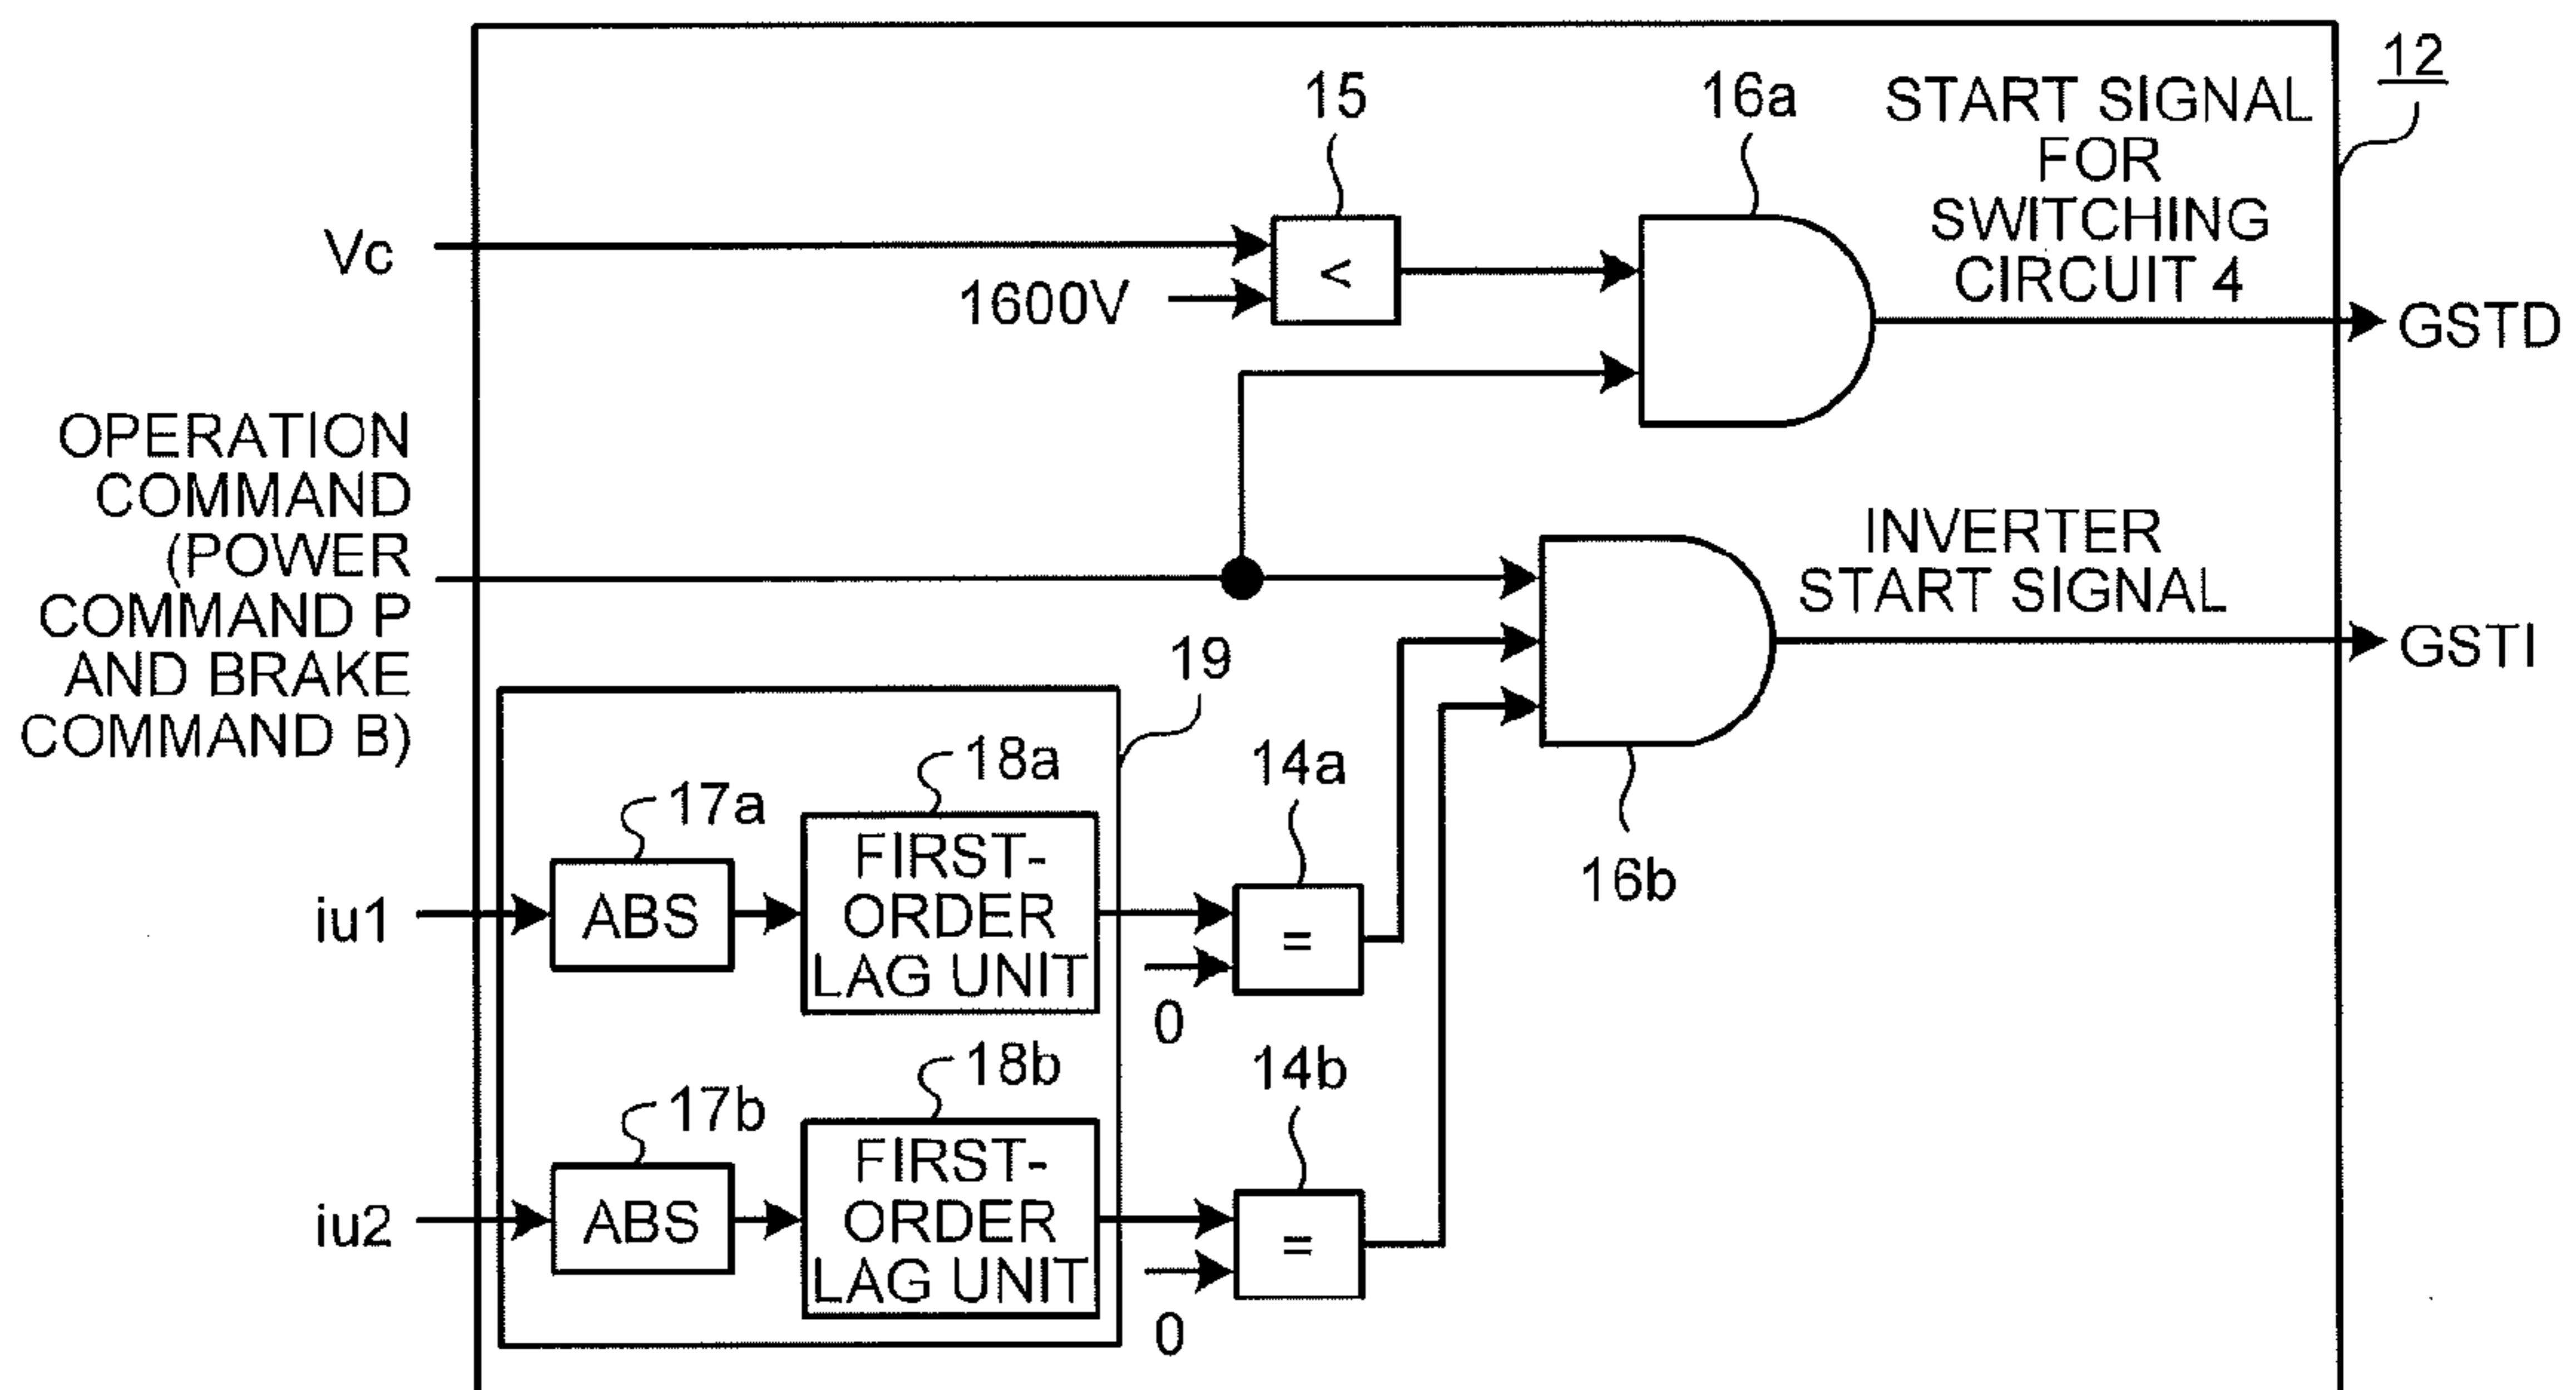 12
15
16a
START SIGNAL
FOR
SWITCHING
CIRCUIT 4
Vc
<
1600V
GSTD
OPERATION
COMMAND
(POWER
COMMAND P
AND BRAKE
COMMAND B)
INVERTER
START SIGNAL
GSTI
19
16b
17a
18a
14a
iu1
ABS
FIRST-
ORDER
LAG UNIT
=
0
17b
18b
14b
iu2
ABS
FIRST-
ORDER
LAG UNIT
=
0